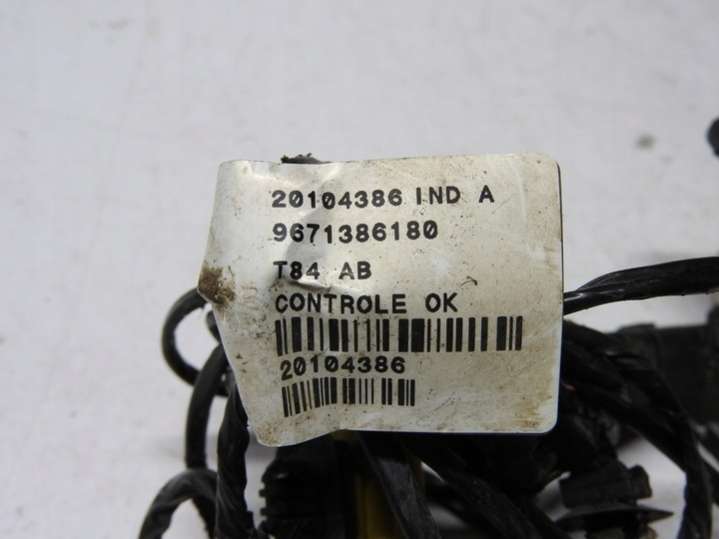 20104386 IND A
9671386180
T84 AB
CONTROLE OK
20104386